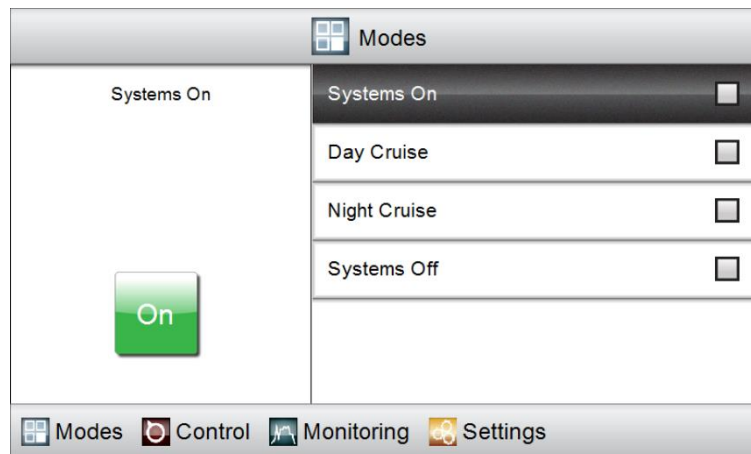 Modes
Systems On
Systems On
Day Cruise
Night Cruise
Systems Off
On
Modes Control Monitoring Settings